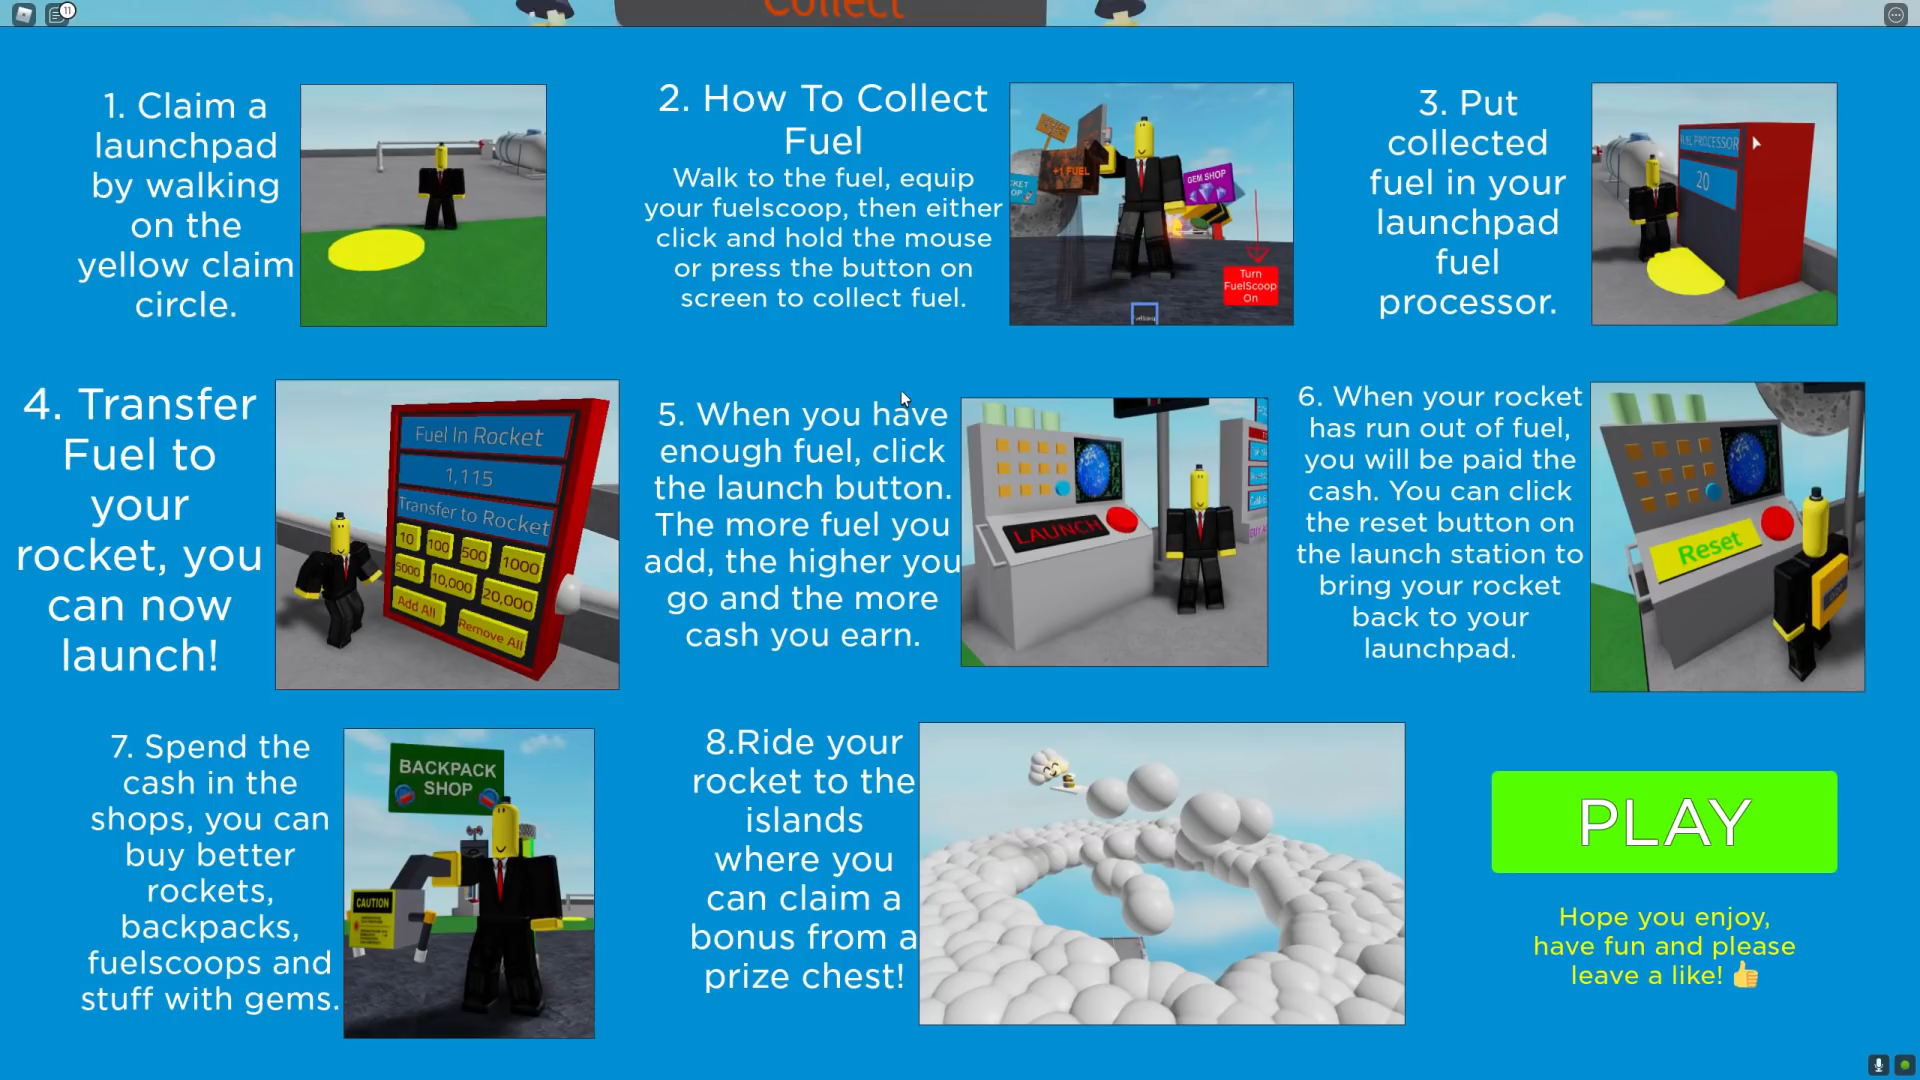 11
Collect
1. Claim a
launchpad
by walking
on the
yellow claim
circle.
2. How To Collect
Fuel
Walk to the fuel, equip
your fuelscoop, then either
click and hold the mouse
or press the button on
screen to collect fuel.
+1 FUEL
GEM SHOP
Turn
FuelScoop
On
3. Put
collected
fuel in your
launchpad
fuel
processor.
PROCESSOR
20
4. Transfer
Fuel to
your
rocket, you
can now
launch!
Fuel In Rocket
1,115
Transfer to Rocket
10 100 500 1000
5000 10,000 20,000
Add All Remove All
5. When you have
enough fuel, click
the launch button.
The more fuel you
add, the higher you
go and the more
cash you earn.
LAUNCH
6. When your rocket
has run out of fuel,
you will be paid the
cash. You can click
the reset button on
the launch station to
bring your rocket
back to your
launchpad.
Reset
7. Spend the
cash in the
shops, you can
buy better
rockets,
backpacks,
fuelscoops and
stuff with gems.
BACKPACK
SHOP
CAUTION
8.Ride your
rocket to the
islands
where you
can claim a
bonus from a
prize chest!
PLAY
Hope you enjoy,
have fun and please
leave a like! 👍